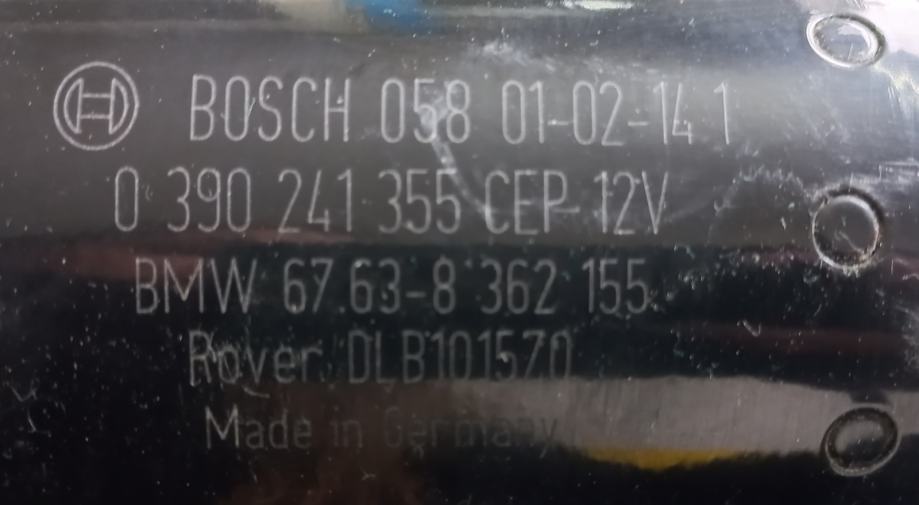 BOSCH 058 01-02-14 1
0 390 241 355 CEP 12V
BMW 67.63-8 362 155
Rover DLB101570
Made in Germany